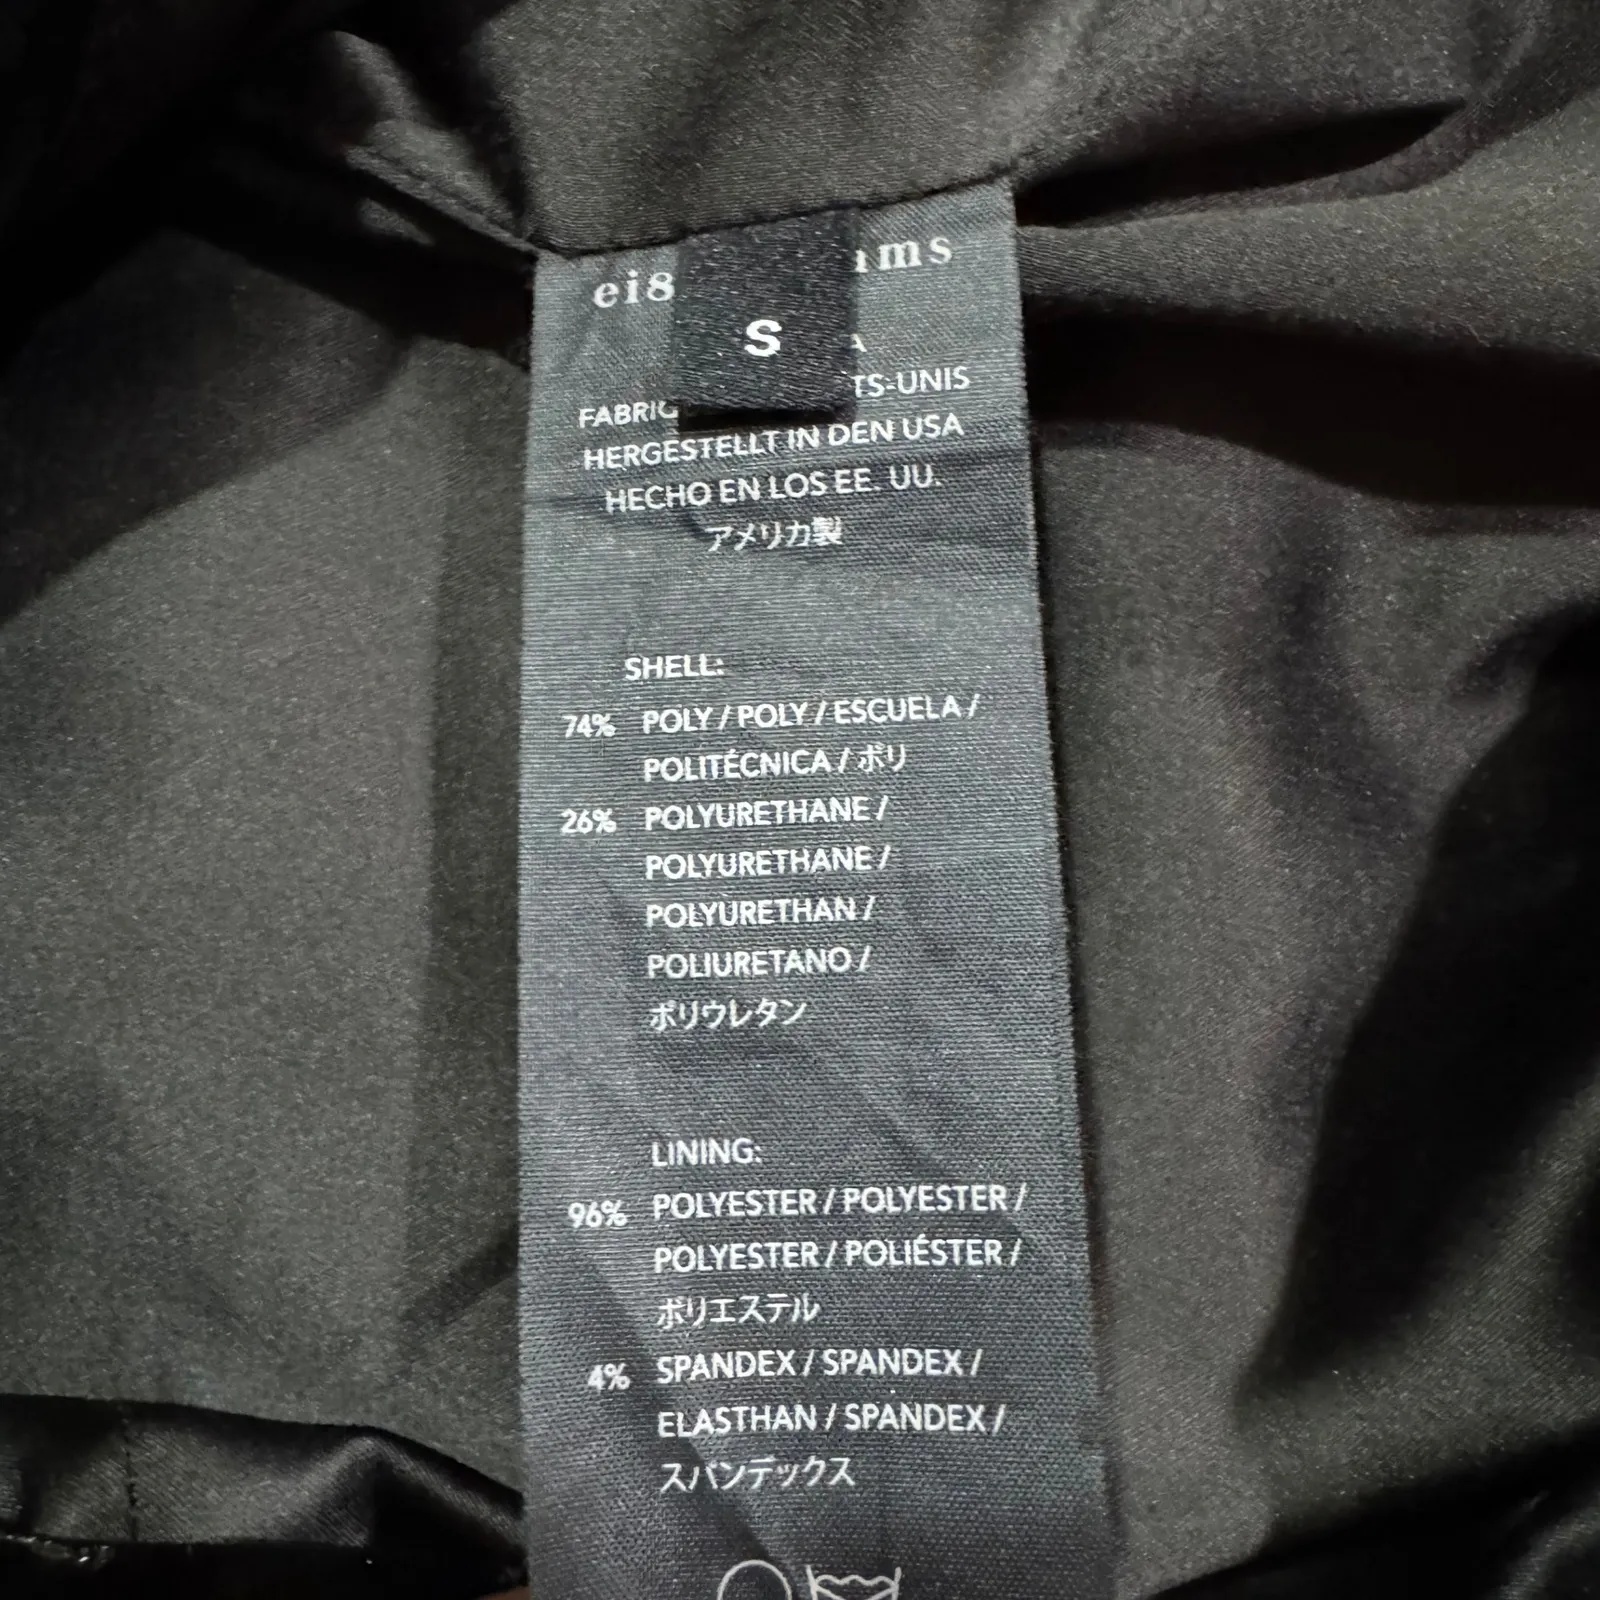 ei8
ms
S
A
FABRIC TS-UNIS
HERGESTELLT IN DEN USA
HECHO EN LOS EE. UU.
アメリカ製
SHELL:
74% POLY / POLY / ESCUELA /
POLITÉCNICA / ポリ
26% POLYURETHANE /
POLYURETHANE /
POLYURETHAN /
POLIURETANO /
ポリウレタン
LINING:
96% POLYESTER / POLYESTER /
POLYESTER / POLIÉSTER /
ポリエステル
4% SPANDEX / SPANDEX /
ELASTHAN / SPANDEX /
スパンデックス